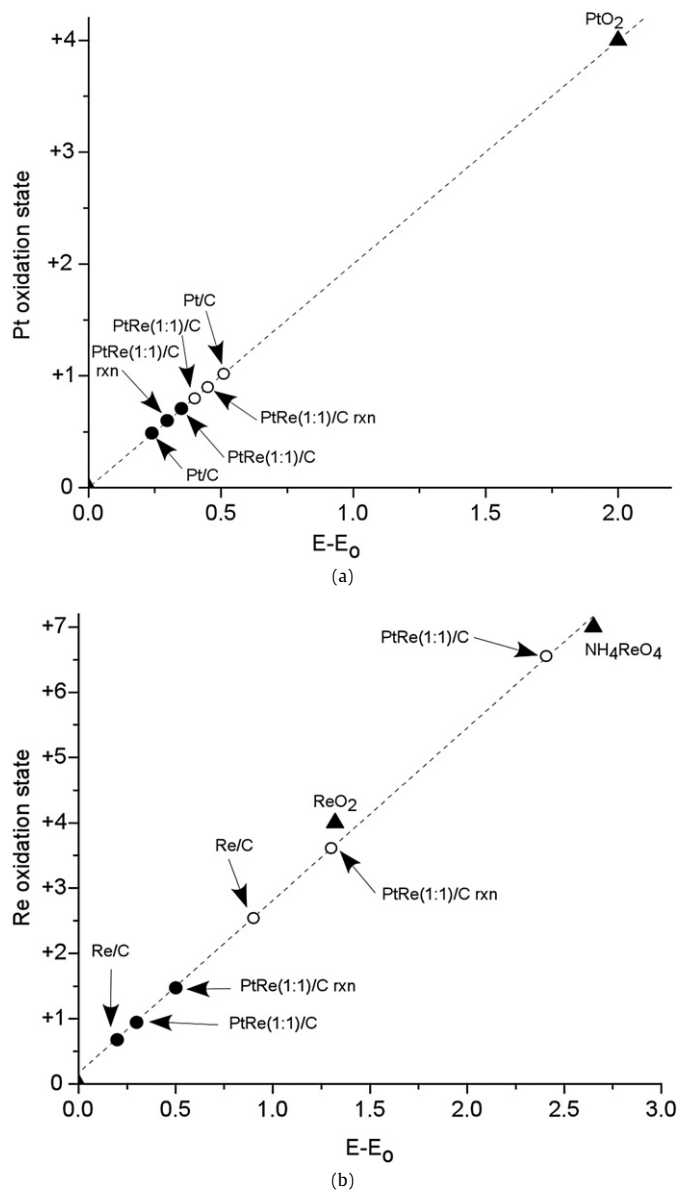 +4
PtO2
+3
Pt oxidation state
+2
Pt/C
PtRe(1:1)/C
PtRe(1:1)/C
rxn
+1
PtRe(1:1)/C rxn
PtRe(1:1)/C
Pt/C
0
0.0 0.5 1.0 1.5 2.0
E-Eo
(a)
+7
PtRe(1:1)/C
NH4ReO4
+6
+5
Re oxidation state
ReO2
+4
Re/C
PtRe(1:1)/C rxn
+3
+2
Re/C
PtRe(1:1)/C rxn
+1
PtRe(1:1)/C
0
0.0 0.5 1.0 1.5 2.0 2.5 3.0
E-Eo
(b)